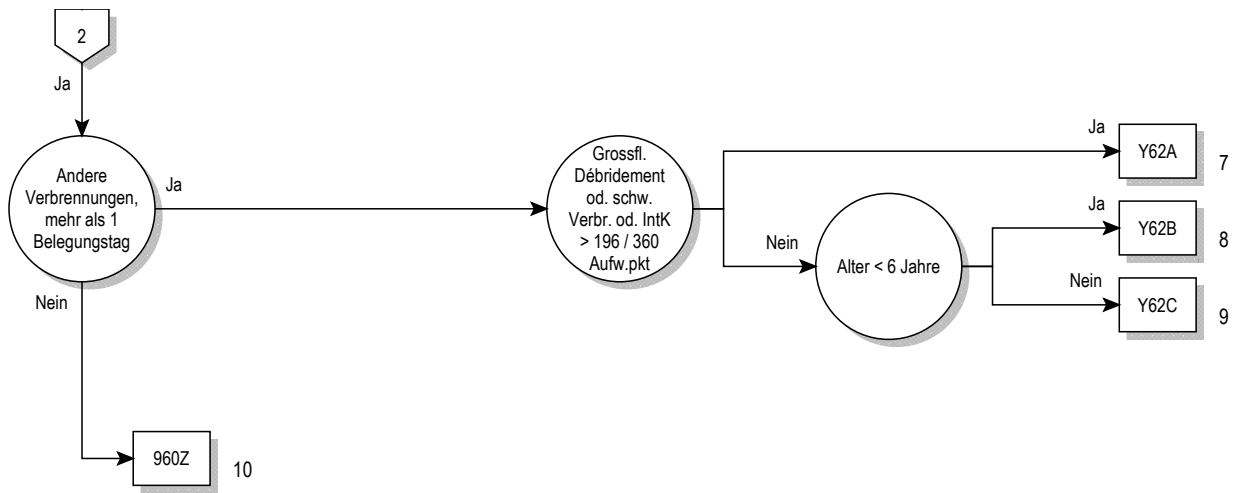 2
Ja
Andere
Verbrennungen,
mehr als 1
Belegungstag
Ja
Nein
Grossfl.
Débridement
od. schw.
Verbr. od. IntK
> 196 / 360
Aufw.pkt
Ja
Y62A
7
Nein
Alter < 6 Jahre
Ja
Y62B
8
Nein
Y62C
9
960Z
10